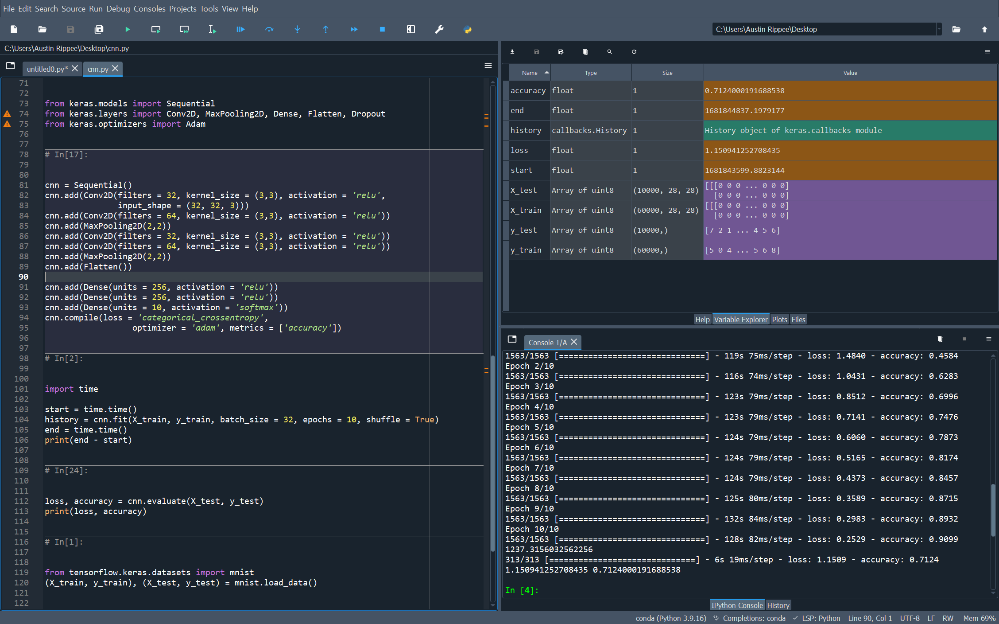 File Edit Search Source Run Debug Consoles Projects Tools View Help
C:\Users\Austin Rippee\Desktop
C:\Users\Austin Rippee\Desktop\cnn.py
untitled0.py* cnn.py
71
72
73 from keras.models import Sequential
74 from keras.layers import Conv2D, MaxPooling2D, Dense, Flatten, Dropout
75 from keras.optimizers import Adam
76
77
78 # In[17]:
79
80
81 cnn = Sequential()
82 cnn.add(Conv2D(filters = 32, kernel_size = (3,3), activation = 'relu',
83 input_shape = (32, 32, 3)))
84 cnn.add(Conv2D(filters = 64, kernel_size = (3,3), activation = 'relu'))
85 cnn.add(MaxPooling2D(2,2))
86 cnn.add(Conv2D(filters = 32, kernel_size = (3,3), activation = 'relu'))
87 cnn.add(Conv2D(filters = 64, kernel_size = (3,3), activation = 'relu'))
88 cnn.add(MaxPooling2D(2,2))
89 cnn.add(Flatten())
90
91 cnn.add(Dense(units = 256, activation = 'relu'))
92 cnn.add(Dense(units = 256, activation = 'relu'))
93 cnn.add(Dense(units = 10, activation = 'softmax'))
94 cnn.compile(loss = 'categorical_crossentropy',
95 optimizer = 'adam', metrics = ['accuracy'])
96
97
98 # In[2]:
99
100
101 import time
102
103 start = time.time()
104 history = cnn.fit(X_train, y_train, batch_size = 32, epochs = 10, shuffle = True)
105 end = time.time()
106 print(end - start)
107
108
109 # In[24]:
110
111
112 loss, accuracy = cnn.evaluate(X_test, y_test)
113 print(loss, accuracy)
114
115
116 # In[1]:
117
118
119 from tensorflow.keras.datasets import mnist
120 (X_train, y_train), (X_test, y_test) = mnist.load_data()
121
122
Name Type Size Value
accuracy float 1 0.7124000191688538
end float 1 1681844837.1979177
history callbacks.History 1 History object of keras.callbacks module
loss float 1 1.150941252708435
start float 1 1681843599.8823144
X_test Array of uint8 (10000, 28, 28) [[[0 0 0 ... 0 0 0]
[0 0 0 ... 0 0 0]
X_train Array of uint8 (60000, 28, 28) [[[0 0 0 ... 0 0 0]
[0 0 0 ... 0 0 0]
y_test Array of uint8 (10000,) [7 2 1 ... 4 5 6]
y_train Array of uint8 (60000,) [5 0 4 ... 5 6 8]
Help Variable Explorer Plots Files
Console 1/A
1563/1563 [==============================] - 119s 75ms/step - loss: 1.4840 - accuracy: 0.4584
Epoch 2/10
1563/1563 [==============================] - 116s 74ms/step - loss: 1.0431 - accuracy: 0.6283
Epoch 3/10
1563/1563 [==============================] - 123s 79ms/step - loss: 0.8512 - accuracy: 0.6996
Epoch 4/10
1563/1563 [==============================] - 123s 79ms/step - loss: 0.7141 - accuracy: 0.7476
Epoch 5/10
1563/1563 [==============================] - 124s 79ms/step - loss: 0.6060 - accuracy: 0.7873
Epoch 6/10
1563/1563 [==============================] - 124s 79ms/step - loss: 0.5165 - accuracy: 0.8174
Epoch 7/10
1563/1563 [==============================] - 124s 79ms/step - loss: 0.4373 - accuracy: 0.8457
Epoch 8/10
1563/1563 [==============================] - 125s 80ms/step - loss: 0.3589 - accuracy: 0.8715
Epoch 9/10
1563/1563 [==============================] - 132s 84ms/step - loss: 0.2983 - accuracy: 0.8932
Epoch 10/10
1563/1563 [==============================] - 128s 82ms/step - loss: 0.2529 - accuracy: 0.9099
1237.3156032562256
313/313 [==============================] - 6s 19ms/step - loss: 1.1509 - accuracy: 0.7124
1.150941252708435 0.7124000191688538
In [4]:
IPython Console History
conda (Python 3.9.16) Completions: conda LSP: Python Line 90, Col 1 UTF-8 LF RW Mem 69%